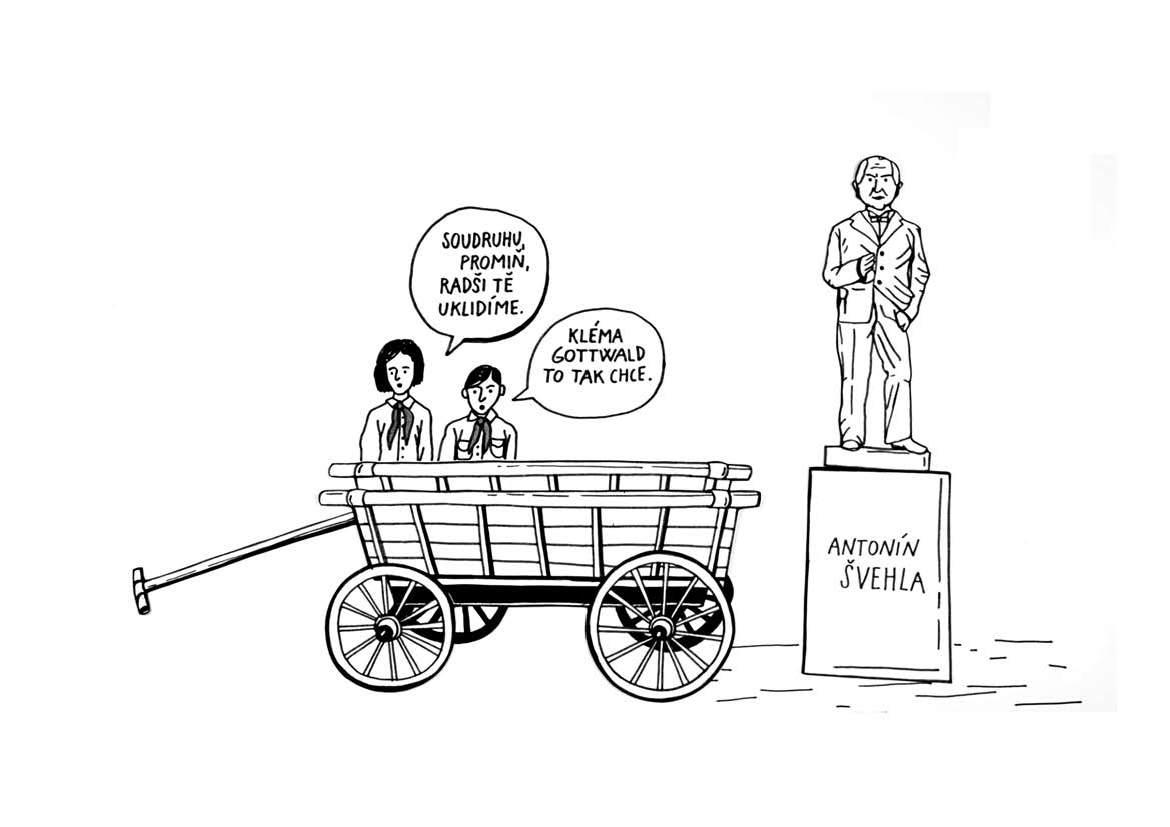 SOUDRUHU,
PROMIŇ,
RADŠI TĚ
UKLIDÍME.
KLÉMA
GOTTWALD
TO TAK CHCE.
ANTONÍN
ŠVEHLA